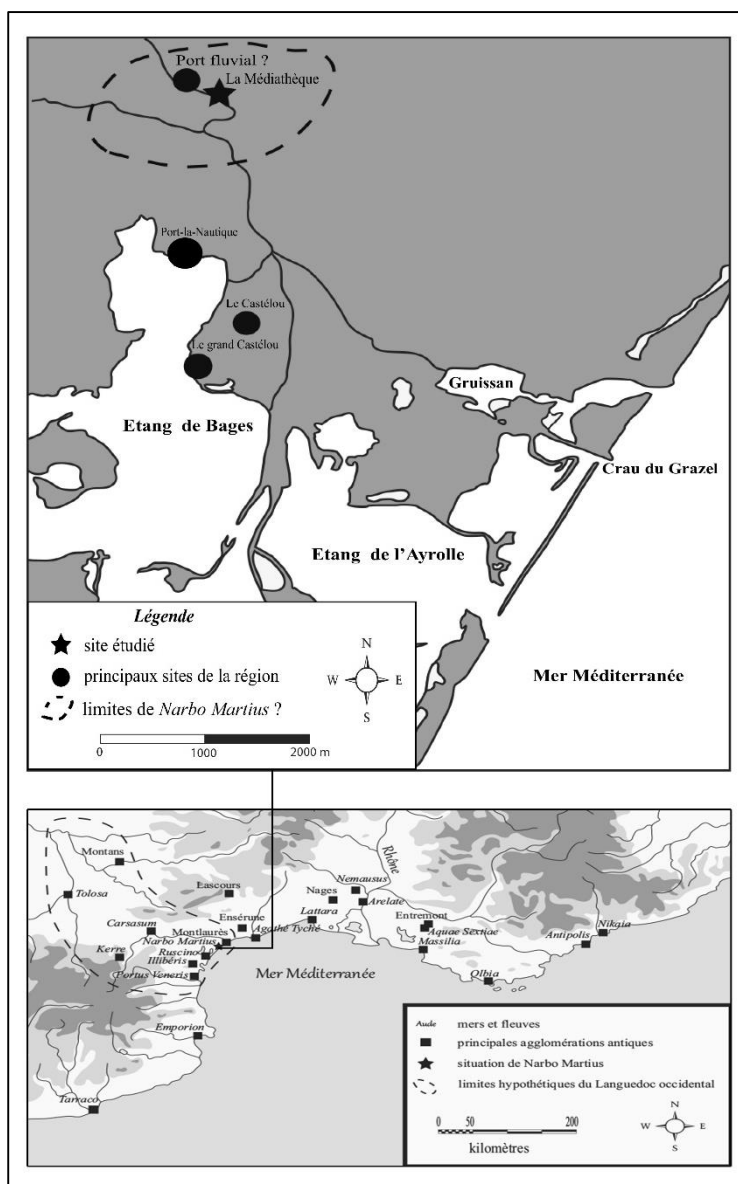 Port fluvial ?
La Médiathèque
Port-la-Nautique
Le Castélou
Le grand Castélou
Gruissan
Etang de Bages
Crau du Grazel
Etang de l'Ayrolle
Mer Méditerranée
Légende
site étudié
principaux sites de la région
limites de Narbo Martius ?
0 1000 2000 m
N
W E
S
Montans
Rhône
Tolosa
Eascours
Nemausus
Nages
Arelate
Carsasum
Ensérune
Lattara
Entremont
Nikaia
Montlaurès
Agathé Tyché
Aquae Sextiae
Antipolis
Narbo Martius
Massilia
Kerre
Ruscino
Illibéris
Mer Méditerranée
Olbia
Portus Veneris
Emporion
Tarraco
Aude mers et fleuves
principales agglomérations antiques
situation de Narbo Martius
limites hypothétiques du Languedoc occidental
0 50 200
kilomètres
N
W E
S